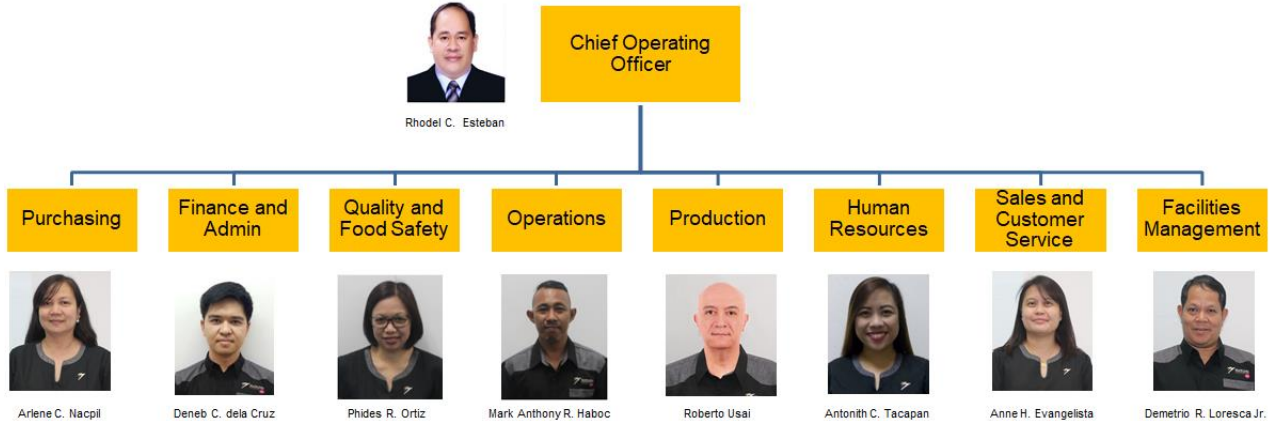 Chief Operating
Officer
Rhodel C. Esteban
Purchasing
Finance and
Admin
Quality and
Food Safety
Operations
Production
Human
Resources
Sales and
Customer
Service
Facilities
Management
Arlene C. Nacpil
Deneb C. dela Cruz
Phides R. Ortiz
Mark Anthony R. Haboc
Roberto Usai
Antonith C. Tacapan
Anne H. Evangelista
Demetrio R. Loresca Jr.